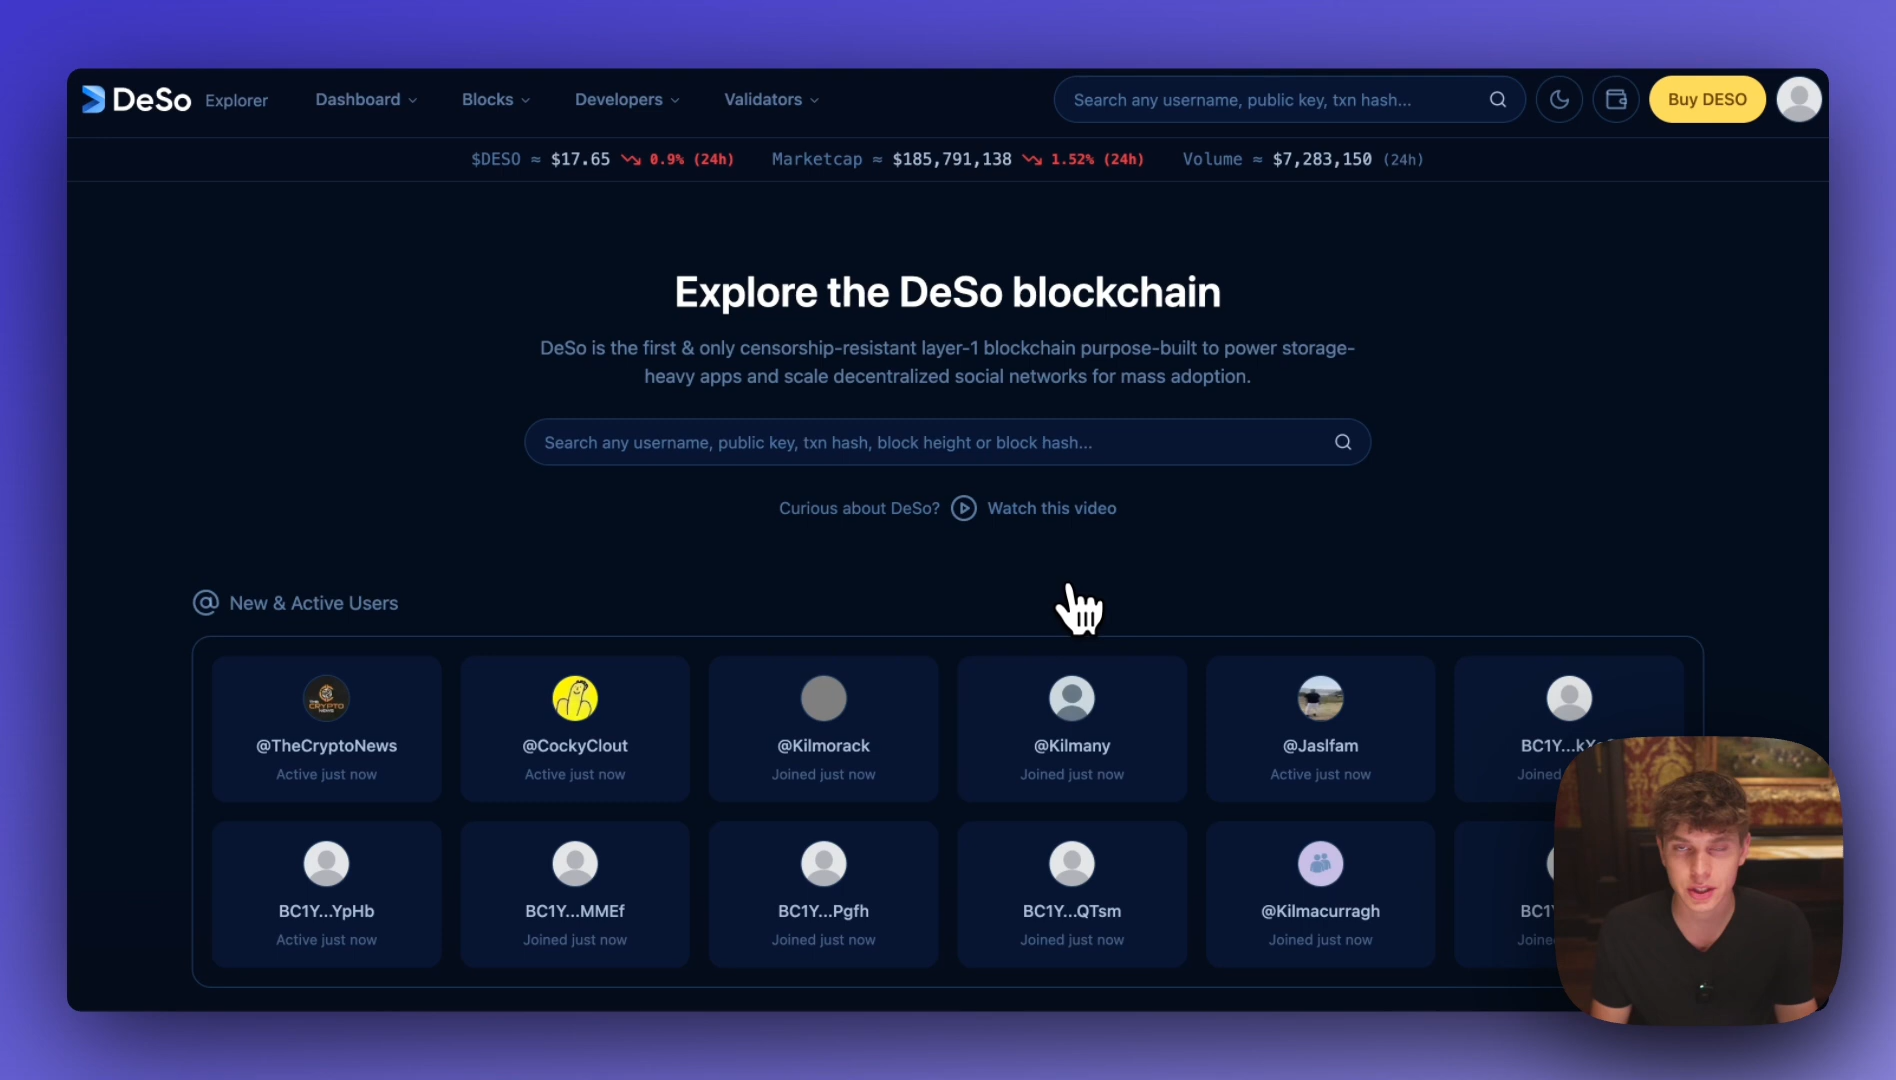 DeSo Explorer Dashboard Blocks Developers Validators Search any username, public key, txn hash... Buy DESO
$DESO ≈ $17.65 0.9% (24h) Marketcap ≈ $185,791,138 1.52% (24h) Volume ≈ $7,283,150 (24h)
Explore the DeSo blockchain
DeSo is the first & only censorship-resistant layer-1 blockchain purpose-built to power storage-
heavy apps and scale decentralized social networks for mass adoption.
Search any username, public key, txn hash, block height or block hash...
Curious about DeSo? Watch this video
@ New & Active Users
THE CRYPTO NEWS
@TheCryptoNews @CockyClout @Kilmorack @Kilmany @Jaslfam
Active just now Active just now Joined just now Joined just now Active just now Joined
BC1Y...YpHb BC1Y...MMEf BC1Y...Pgfh BC1Y...QTsm @Kilmacurragh
Active just now Joined just now Joined just now Joined just now Joined just now